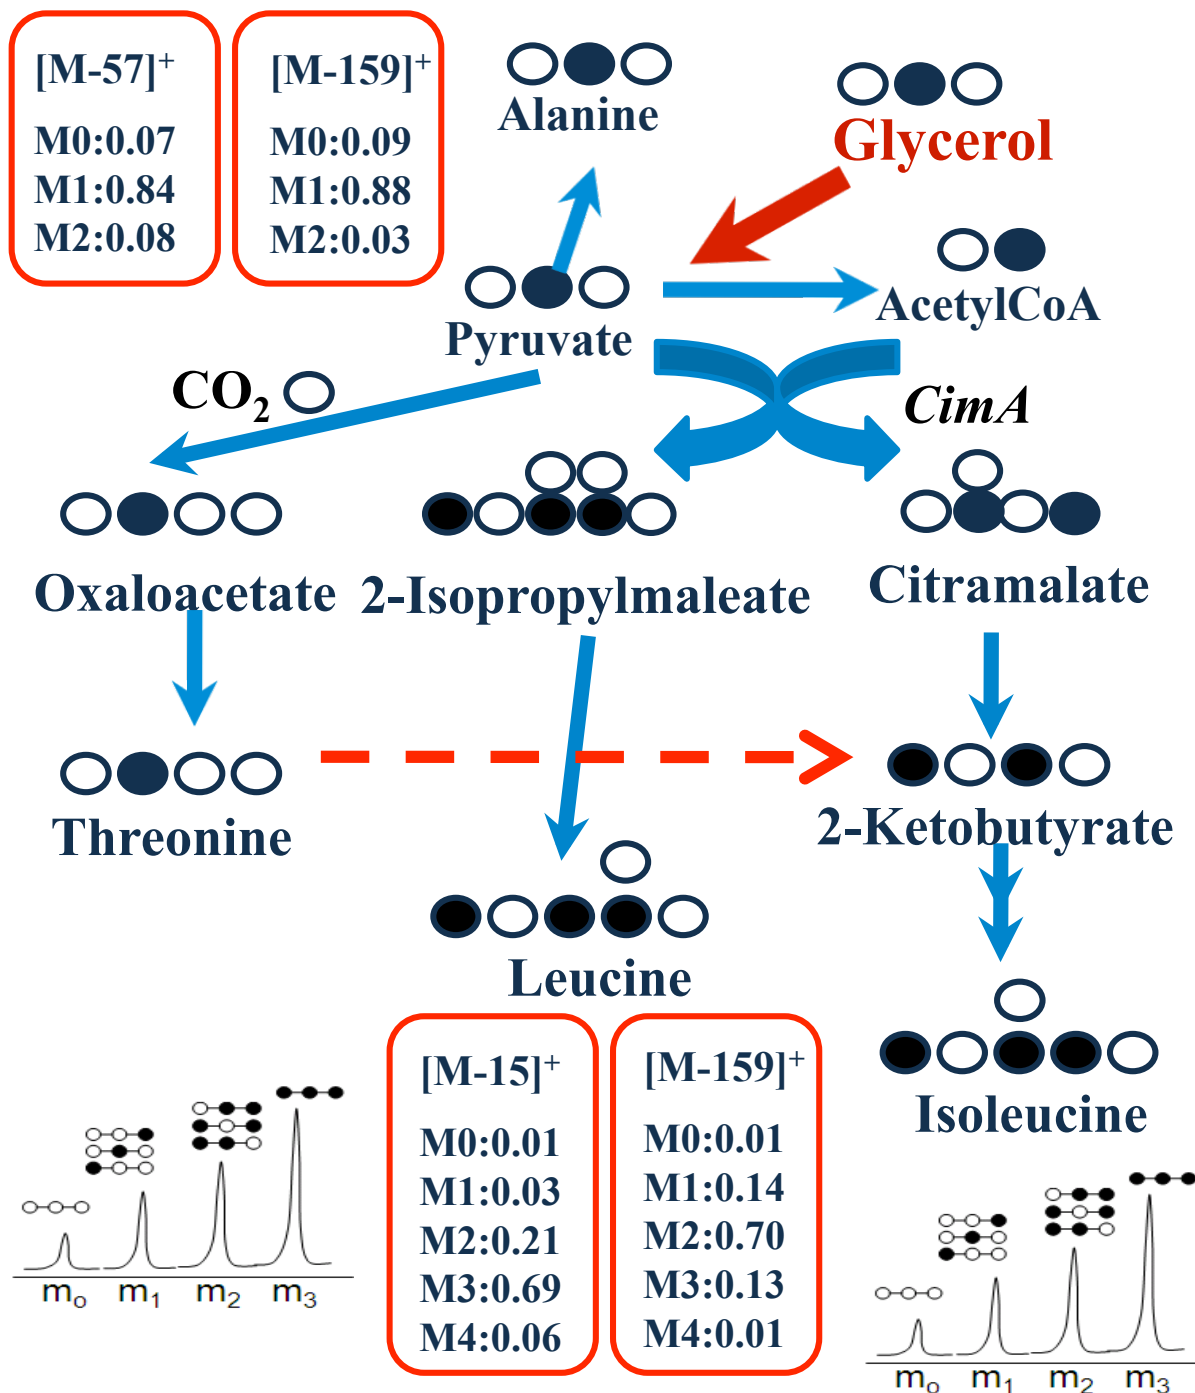 [M-57]+
M0:0.07
M1:0.84
M2:0.08
[M-159]+
M0:0.09
M1:0.88
M2:0.03
Alanine
Glycerol
Pyruvate
AcetylCoA
CO2
CimA
Oxaloacetate
2-Isopropylmaleate
Citramalate
Threonine
2-Ketobutyrate
Leucine
Isoleucine
[M-15]+
M0:0.01
M1:0.03
M2:0.21
M3:0.69
M4:0.06
[M-159]+
M0:0.01
M1:0.14
M2:0.70
M3:0.13
M4:0.01
mo m1 m2 m3
mo m1 m2 m3